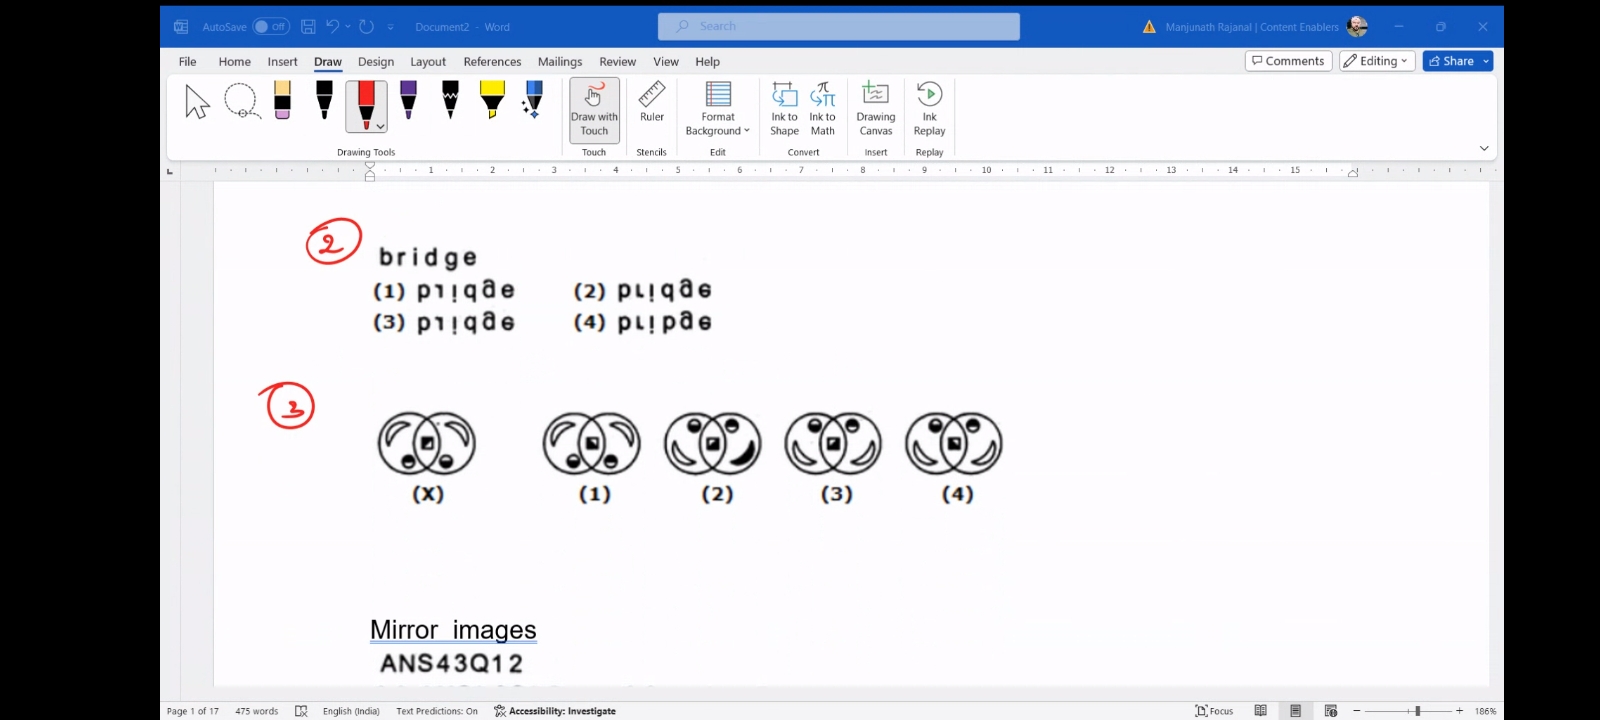 AutoSave Off Document2 - Word Search Manjunath Rajanal | Content Enablers
File Home Insert Draw Design Layout References Mailings Review View Help Comments Editing Share
Draw with Touch Ruler Format Background Ink to Shape Ink to Math Drawing Canvas Ink Replay
Drawing Tools Touch Stencils Edit Convert Insert Replay
1 2 3 4 5 6 7 8 9 10 11 12 13 14 15
2
bridge
(1) (2)
(3) (4)
3
(X) (1) (2) (3) (4)
Mirror images
ANS43Q12
Page 1 of 17 475 words English (India) Text Predictions: On Accessibility: Investigate Focus 186%